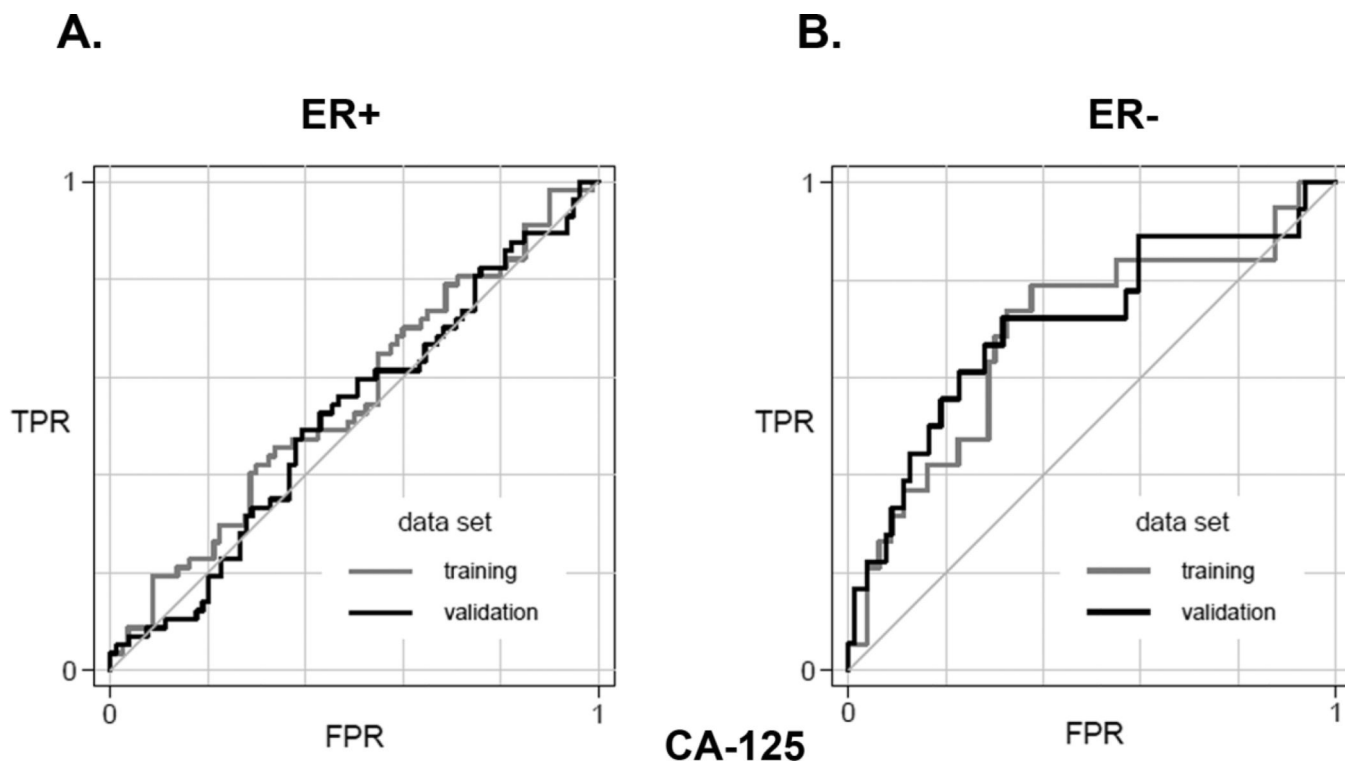 A.
B.
ER+
ER-
1
1
TPR
TPR
data set
data set
training
training
validation
validation
0
0
0
1
0
1
FPR
FPR
CA-125